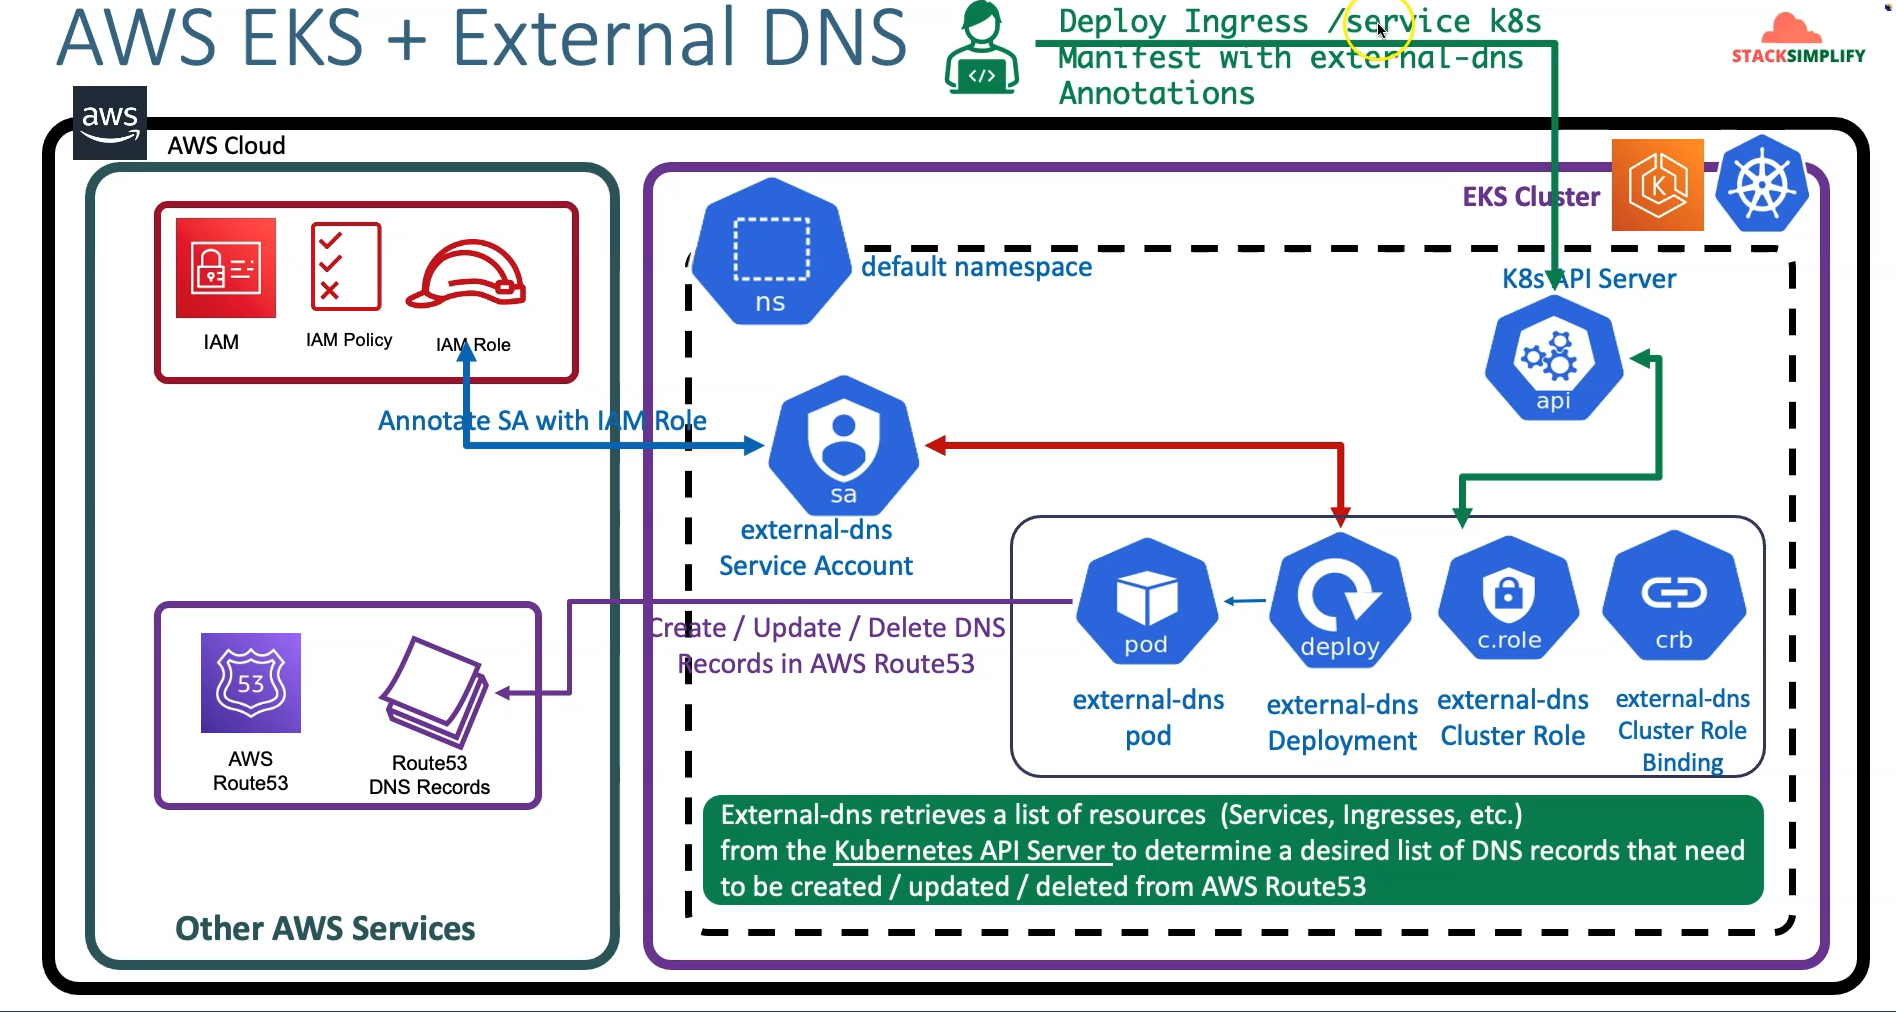 AWS EKS + External DNS
Deploy Ingress /service k8s
Manifest with external-dns
Annotations
STACKSIMPLIFY
aws
AWS Cloud
EKS Cluster
K
ns
default namespace
K8s API Server
api
IAM
IAM Policy
IAM Role
Annotate SA with IAM Role
sa
external-dns
Service Account
Create / Update / Delete DNS
Records in AWS Route53
53
AWS
Route53
Route53
DNS Records
pod
external-dns
pod
deploy
external-dns
Deployment
c.role
external-dns
Cluster Role
crb
external-dns
Cluster Role
Binding
External-dns retrieves a list of resources (Services, Ingresses, etc.)
from the Kubernetes API Server to determine a desired list of DNS records that need
to be created / updated / deleted from AWS Route53
Other AWS Services